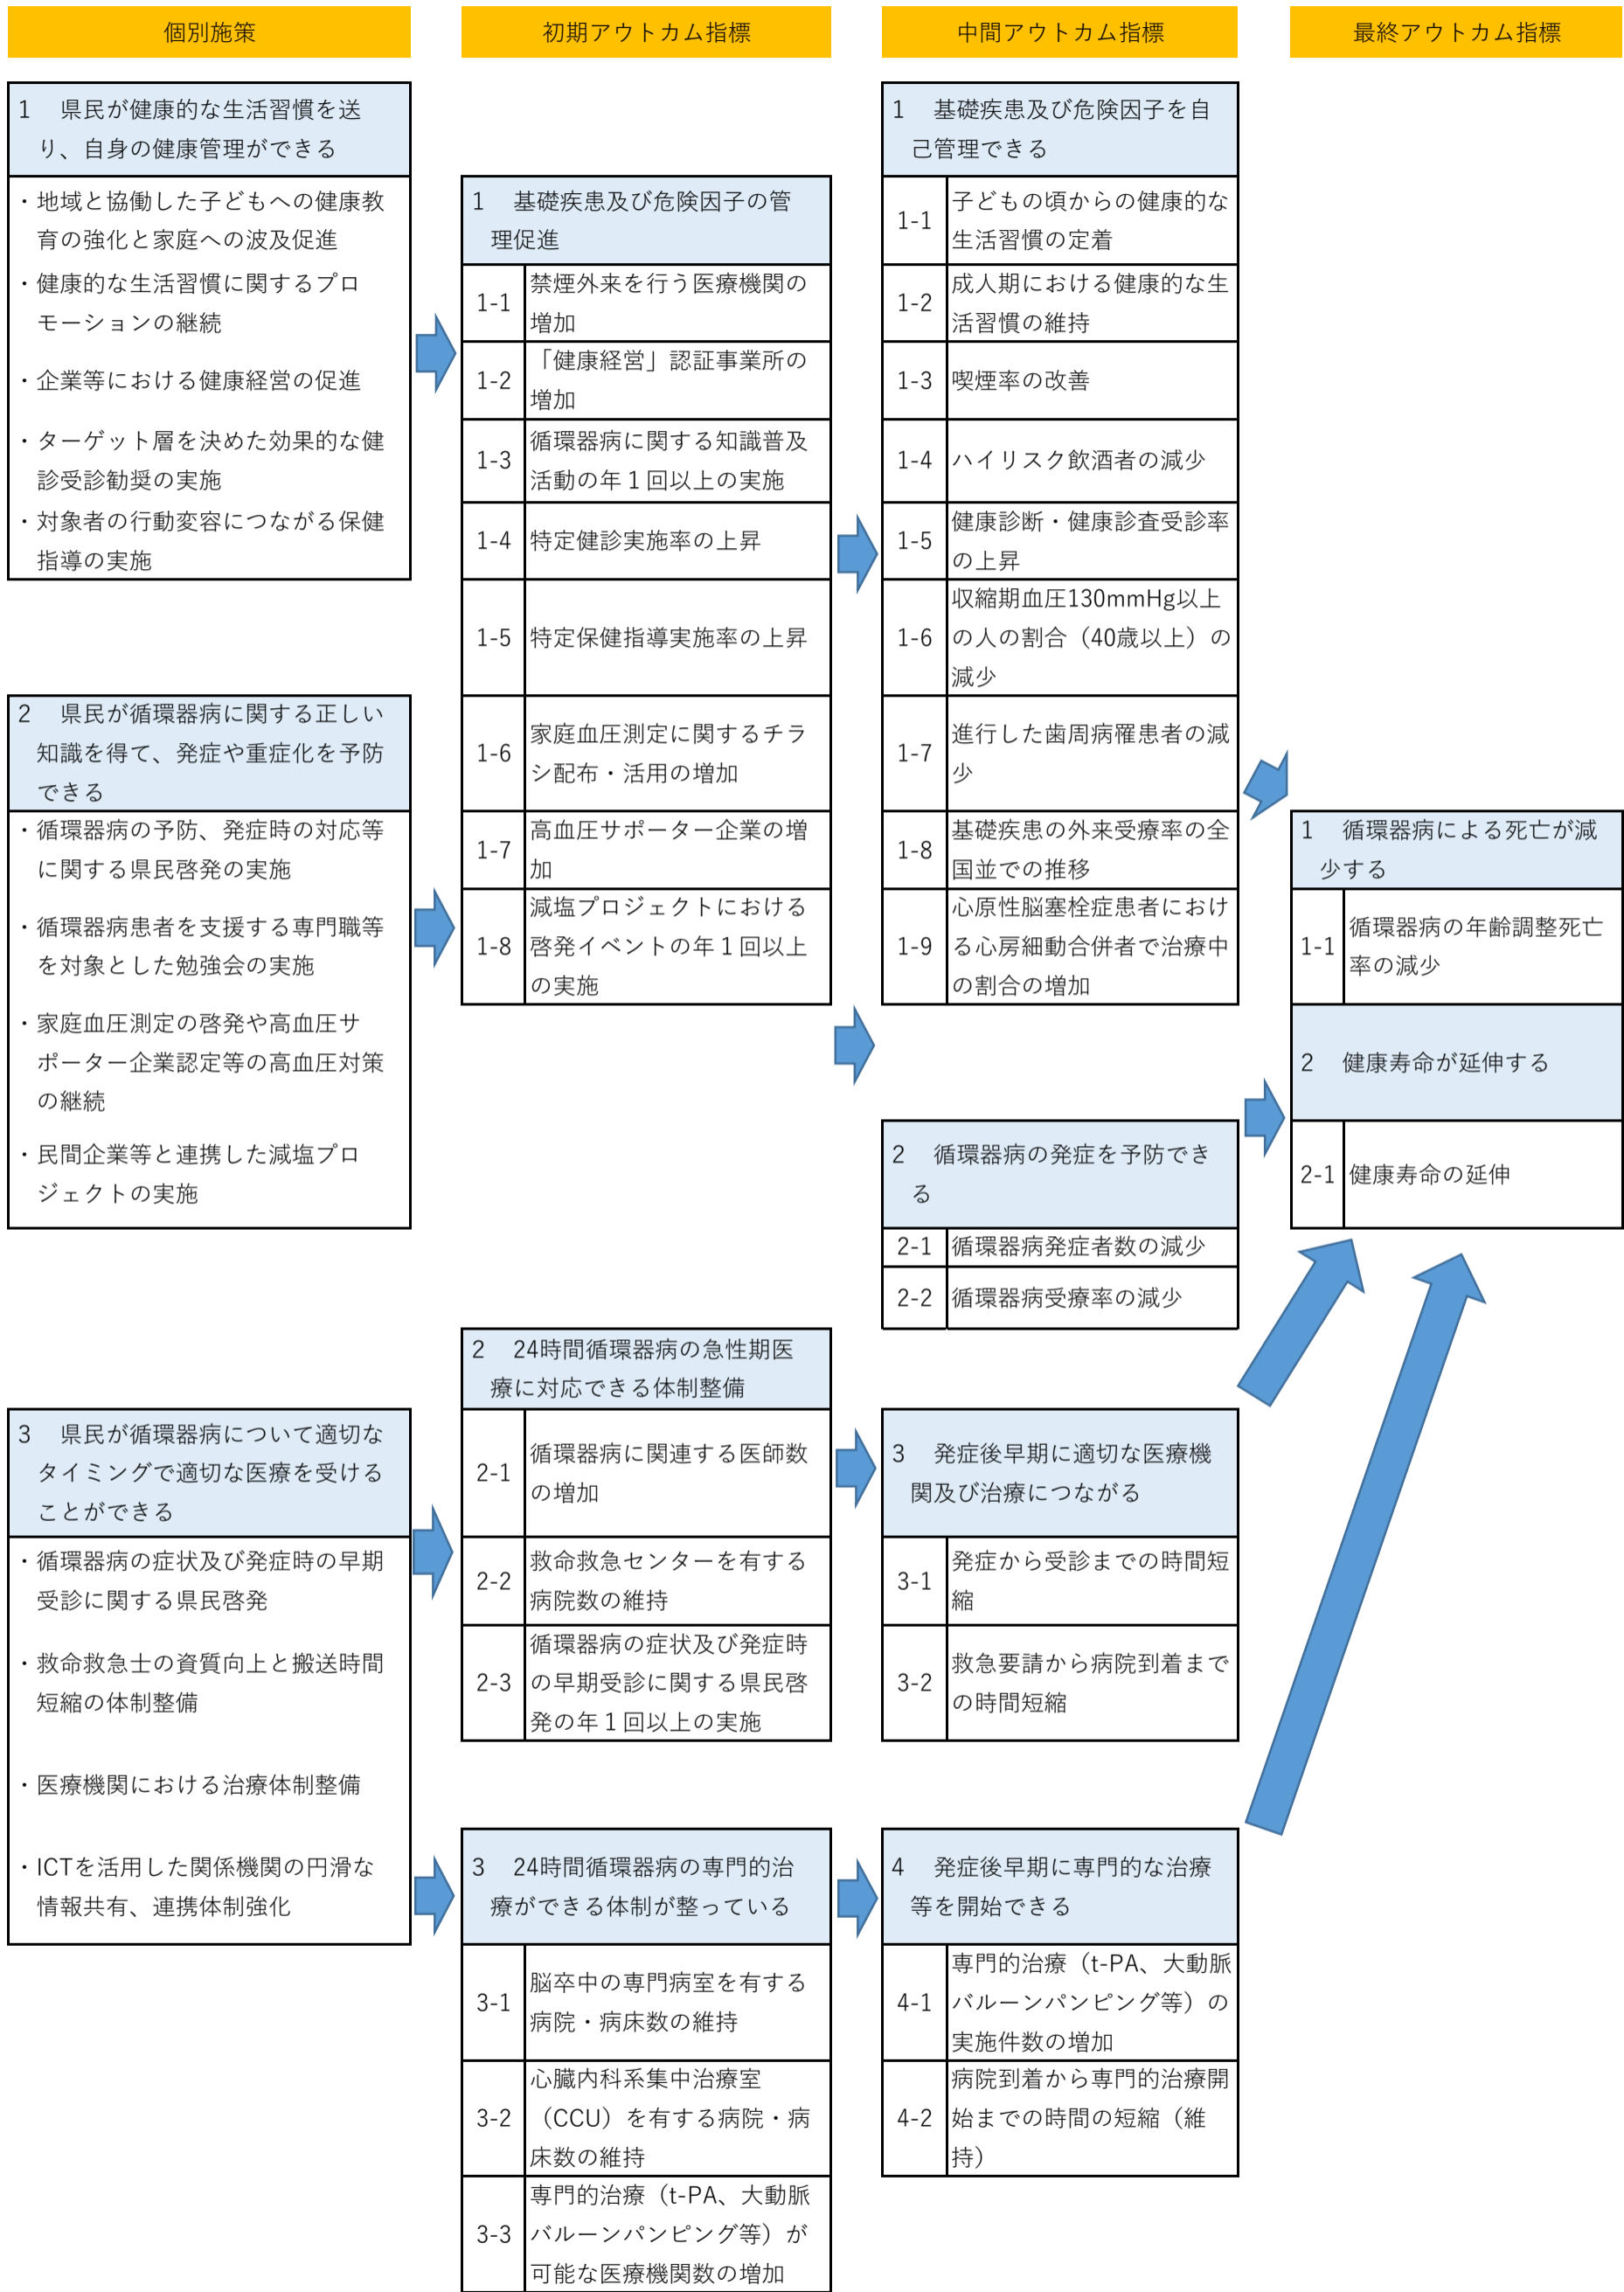 個別施策
初期アウトカム指標
中間アウトカム指標
最終アウトカム指標
1　県民が健康的な生活習慣を送
り、自身の健康管理ができる
・地域と協働した子どもへの健康教
育の強化と家庭への波及促進
・健康的な生活習慣に関するプロ
モーションの継続
・企業等における健康経営の促進
・ターゲット層を決めた効果的な健
診受診勧奨の実施
・対象者の行動変容につながる保健
指導の実施
2　県民が循環器病に関する正しい
知識を得て、発症や重症化を予防
できる
・循環器病の予防、発症時の対応等
に関する県民啓発の実施
・循環器病患者を支援する専門職等
を対象とした勉強会の実施
・家庭血圧測定の啓発や高血圧サ
ポーター企業認定等の高血圧対策
の継続
・民間企業等と連携した減塩プロ
ジェクトの実施
3　県民が循環器病について適切な
タイミングで適切な医療を受ける
ことができる
・循環器病の症状及び発症時の早期
受診に関する県民啓発
・救命救急士の資質向上と搬送時間
短縮の体制整備
・医療機関における治療体制整備
・ICTを活用した関係機関の円滑な
情報共有、連携体制強化
1　基礎疾患及び危険因子の管
理促進
1-1 禁煙外来を行う医療機関の
増加
1-2 「健康経営」認証事業所の
増加
1-3 循環器病に関する知識普及
活動の年１回以上の実施
1-4 特定健診実施率の上昇
1-5 特定保健指導実施率の上昇
1-6 家庭血圧測定に関するチラ
シ配布・活用の増加
1-7 高血圧サポーター企業の増
加
1-8 減塩プロジェクトにおける
啓発イベントの年１回以上
の実施
2　24時間循環器病の急性期医
療に対応できる体制整備
2-1 循環器病に関連する医師数
の増加
2-2 救命救急センターを有する
病院数の維持
2-3 循環器病の症状及び発症時
の早期受診に関する県民啓
発の年１回以上の実施
3　24時間循環器病の専門的治
療ができる体制が整っている
3-1 脳卒中の専門病室を有する
病院・病床数の維持
3-2 心臓内科系集中治療室
（CCU）を有する病院・病
床数の維持
3-3 専門的治療（t-PA、大動脈
バルーンパンピング等）が
可能な医療機関数の増加
1　基礎疾患及び危険因子を自
己管理できる
1-1 子どもの頃からの健康的な
生活習慣の定着
1-2 成人期における健康的な生
活習慣の維持
1-3 喫煙率の改善
1-4 ハイリスク飲酒者の減少
1-5 健康診断・健康診査受診率
の上昇
1-6 収縮期血圧130mmHg以上
の人の割合（40歳以上）の
減少
1-7 進行した歯周病罹患者の減
少
1-8 基礎疾患の外来受療率の全
国並での推移
1-9 心原性脳塞栓症患者におけ
る心房細動合併者で治療中
の割合の増加
2　循環器病の発症を予防でき
る
2-1 循環器病発症者数の減少
2-2 循環器病受療率の減少
3　発症後早期に適切な医療機
関及び治療につながる
3-1 発症から受診までの時間短
縮
3-2 救急要請から病院到着まで
の時間短縮
4　発症後早期に専門的な治療
等を開始できる
4-1 専門的治療（t-PA、大動脈
バルーンパンピング等）の
実施件数の増加
4-2 病院到着から専門的治療開
始までの時間の短縮（維
持）
1　循環器病による死亡が減
少する
1-1 循環器病の年齢調整死亡
率の減少
2　健康寿命が延伸する
2-1 健康寿命の延伸